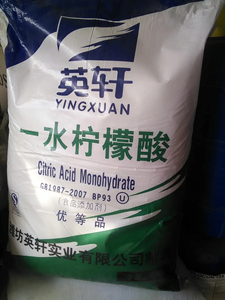 英轩
YINGXUAN
一水柠檬酸
Citric Acid Monohydrate
GB1987-2007 BP93 U
(食品添加剂)
优等品
潍坊英轩实业有限公司